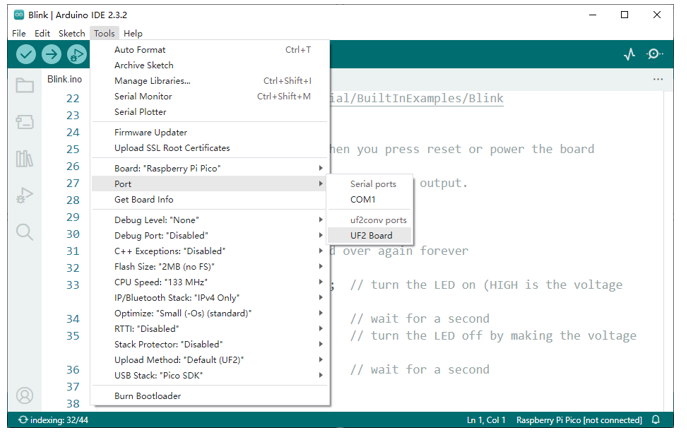 Blink | Arduino IDE 2.3.2
File Edit Sketch Tools Help
Blink.ino
Auto Format Ctrl+T
Archive Sketch
Manage Libraries... Ctrl+Shift+I
Serial Monitor Ctrl+Shift+M
Serial Plotter
Firmware Updater
Upload SSL Root Certificates
Board: "Raspberry Pi Pico"
Port
Get Board Info
Debug Level: "None"
Debug Port: "Disabled"
C++ Exceptions: "Disabled"
Flash Size: "2MB (no FS)"
CPU Speed: "133 MHz"
IP/Bluetooth Stack: "IPv4 Only"
Optimize: "Small (-Os) (standard)"
RTTI: "Disabled"
Stack Protector: "Disabled"
Upload Method: "Default (UF2)"
USB Stack: "Pico SDK"
Burn Bootloader
Serial ports
COM1
uf2conv ports
UF2 Board
22 ial/BuiltInExamples/Blink
23
24
25 hen you press reset or power the board
26
27 output.
28
29
30
31 d over again forever
32
33 ; // turn the LED on (HIGH is the voltage
34 // wait for a second
35 // turn the LED off by making the voltage
36 // wait for a second
37
38
indexing: 32/44 Ln 1, Col 1 Raspberry Pi Pico [not connected]